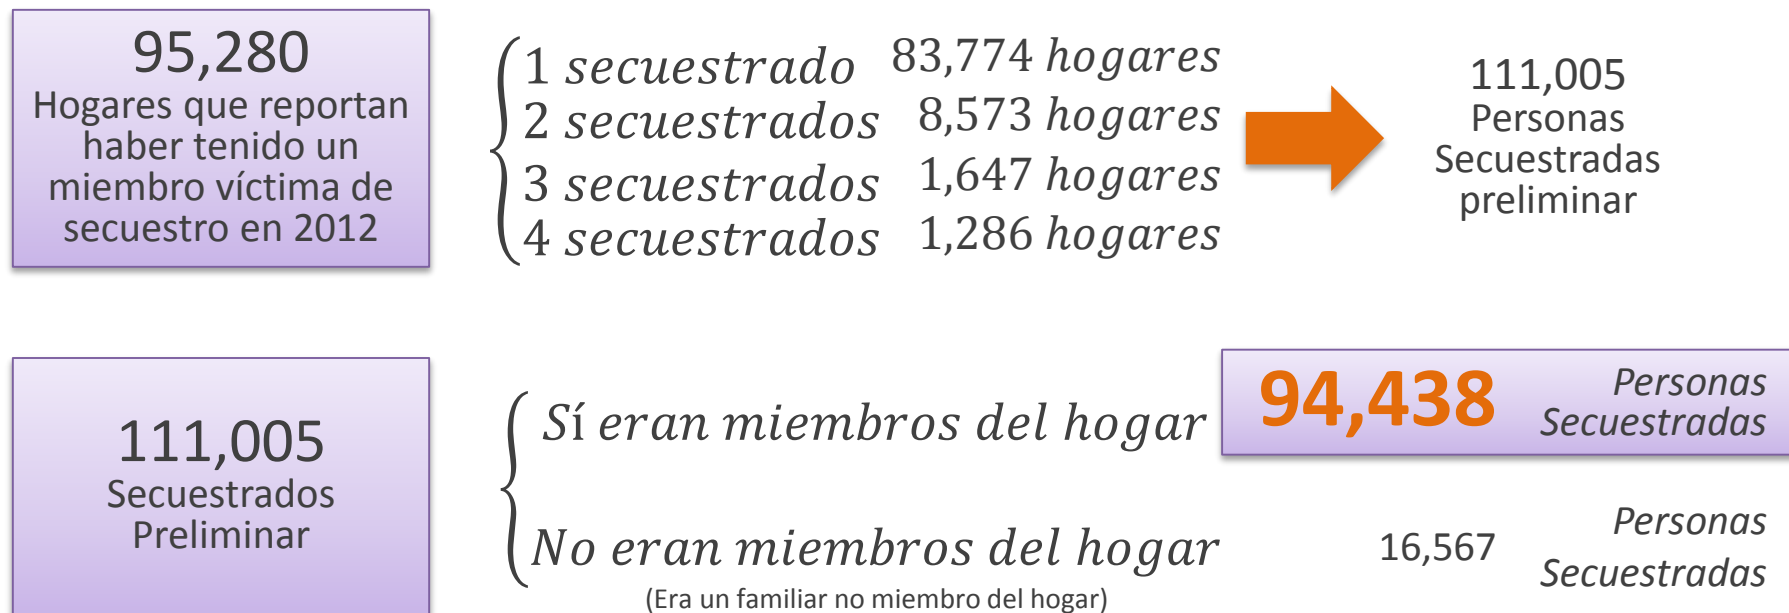 95,280
Hogares que reportan
haber tenido un
miembro víctima de
secuestro en 2012
1 secuestrado 83,774 hogares
2 secuestrados 8,573 hogares
3 secuestrados 1,647 hogares
4 secuestrados 1,286 hogares
111,005
Personas
Secuestradas
preliminar
111,005
Secuestrados
Preliminar
Sí eran miembros del hogar
94,438
Personas
Secuestradas
No eran miembros del hogar
(Era un familiar no miembro del hogar)
16,567
Personas
Secuestradas